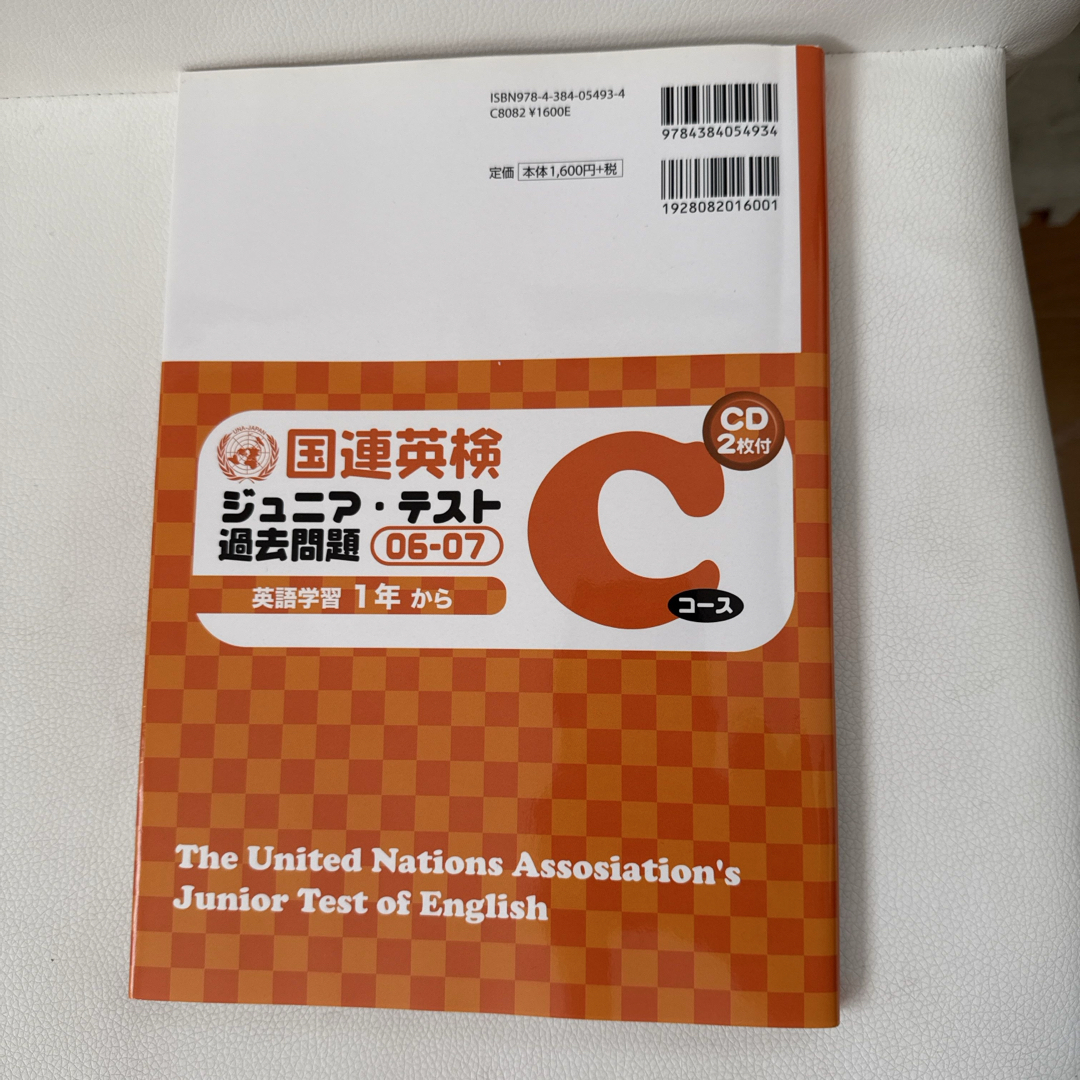 ISBN978-4-384-05493-4
C8082 ¥1600E
9784384054934
定価 本体1,600円+税
1928082016001
CD
2枚付
UNA-JAPAN
国連英検
ジュニア・テスト
過去問題 06-07
英語学習 1年 から
C
コース
The United Nations Assosiation's
Junior Test of English